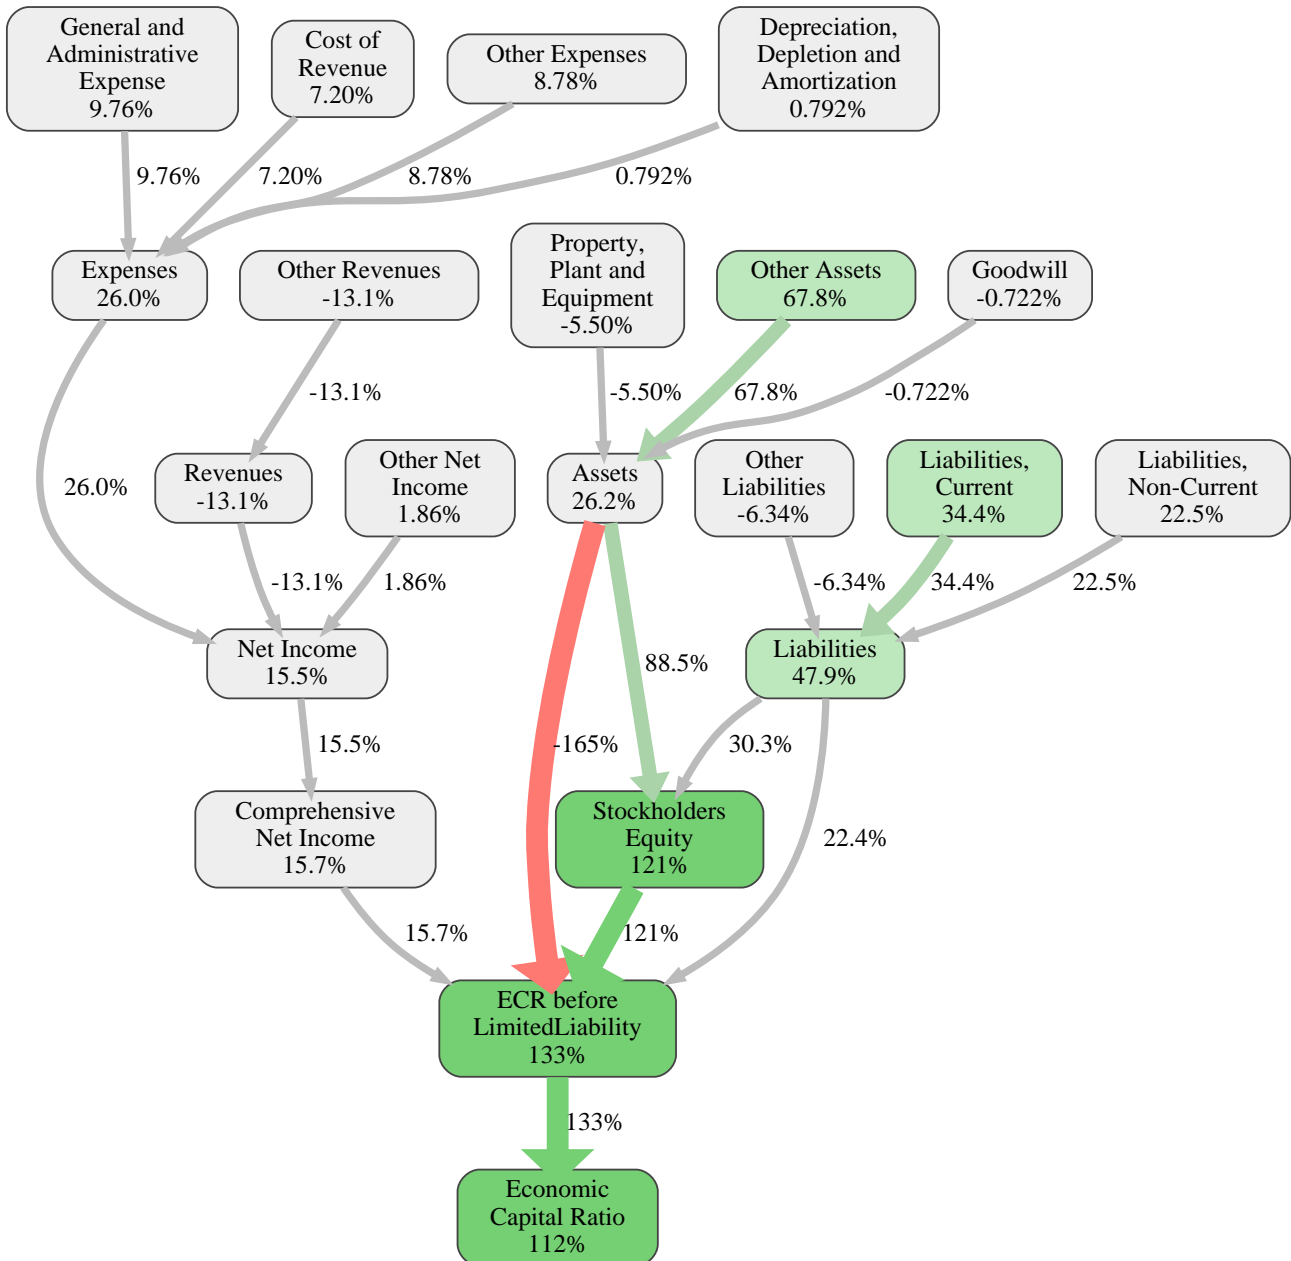 General and
Administrative
Expense
9.76%
Cost of
Revenue
7.20%
Other Expenses
8.78%
Depreciation,
Depletion and
Amortization
0.792%
9.76%
7.20%
8.78%
0.792%
Expenses
26.0%
Other Revenues
-13.1%
Property,
Plant and
Equipment
-5.50%
Other Assets
67.8%
Goodwill
-0.722%
-13.1%
-5.50%
67.8%
-0.722%
26.0%
Revenues
-13.1%
Other Net
Income
1.86%
Assets
26.2%
Other
Liabilities
-6.34%
Liabilities,
Current
34.4%
Liabilities,
Non-Current
22.5%
-13.1%
1.86%
-6.34%
34.4%
22.5%
Net Income
15.5%
88.5%
Liabilities
47.9%
15.5%
-165%
30.3%
Comprehensive
Net Income
15.7%
Stockholders
Equity
121%
22.4%
15.7%
121%
ECR before
LimitedLiability
133%
133%
Economic
Capital Ratio
112%